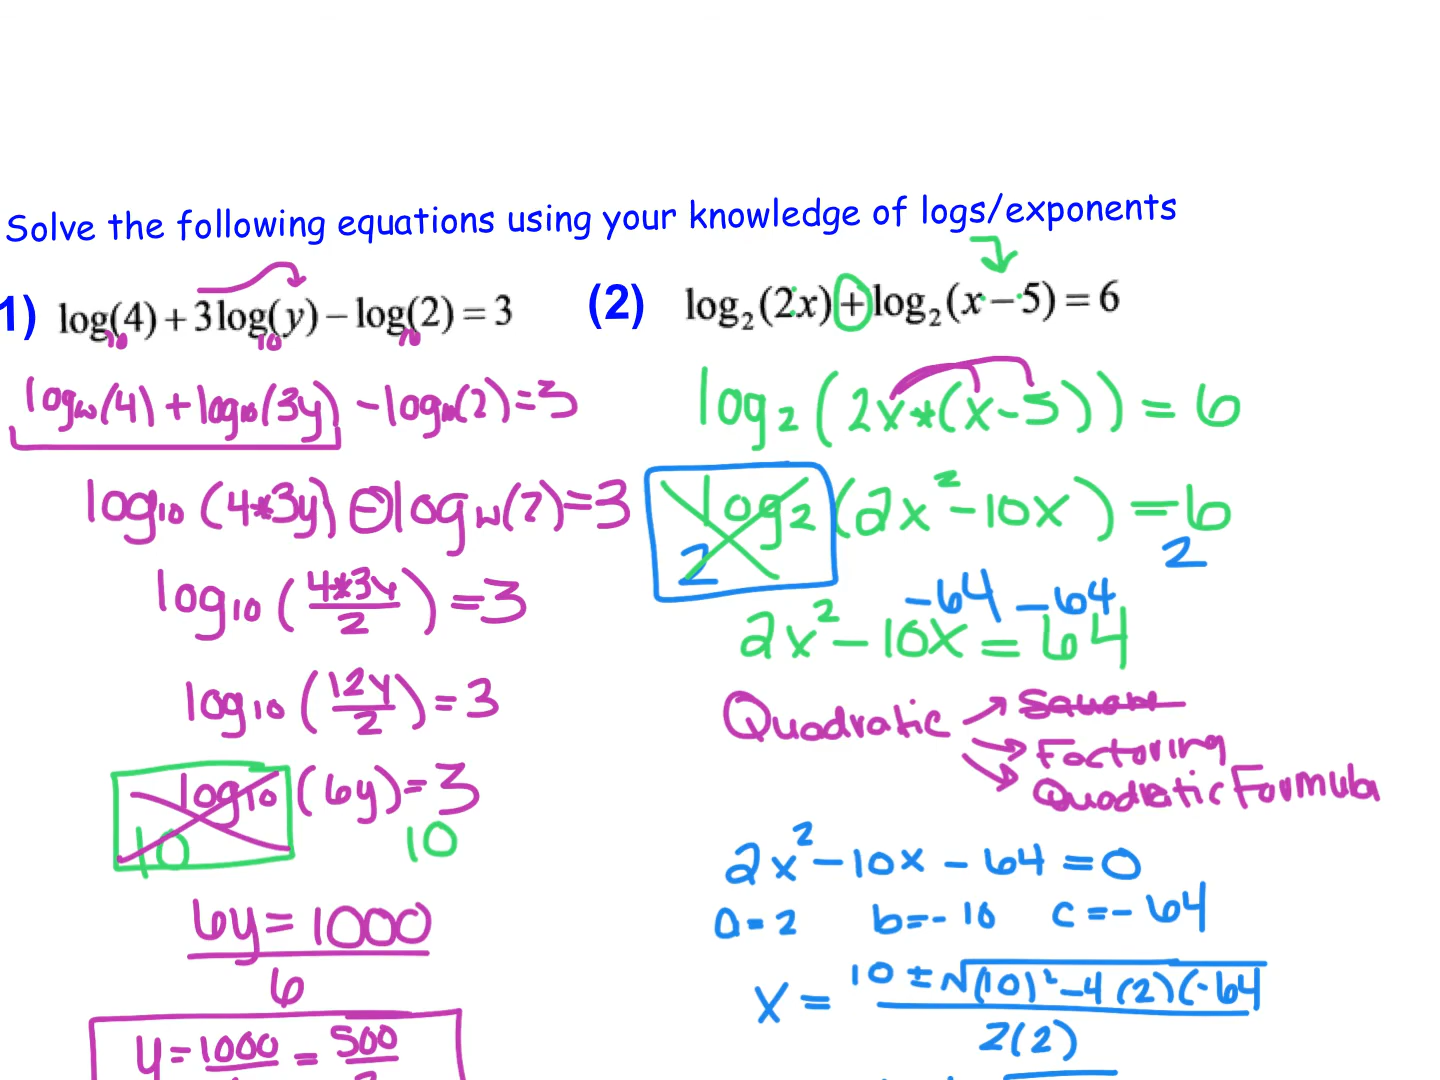 Solve the following equations using your knowledge of logs/exponents
1) log(4) + 3log(y) − log(2) = 3
10 10 10
log₁₀(4) + log₁₀(3y) − log₁₀(2) = 3
log₁₀(4*3y) − log₁₀(2) = 3
log₁₀(4*3y/2) = 3
log₁₀(12y/2) = 3
log₁₀(6y) = 3
10 10
6y = 1000
6
y = 1000 = 500
(2) log₂(2x) + log₂(x − 5) = 6
log₂(2x*(x−5)) = 6
log₂(2x²−10x) = 6
2 2
−64 −64
2x² − 10x = 64
Quadratic → Square
→ Factoring
→ Quadratic Formula
2x² − 10x − 64 = 0
a = 2 b = −10 c = −64
x = 10 ± √(10)² − 4(2)(−64
2(2)